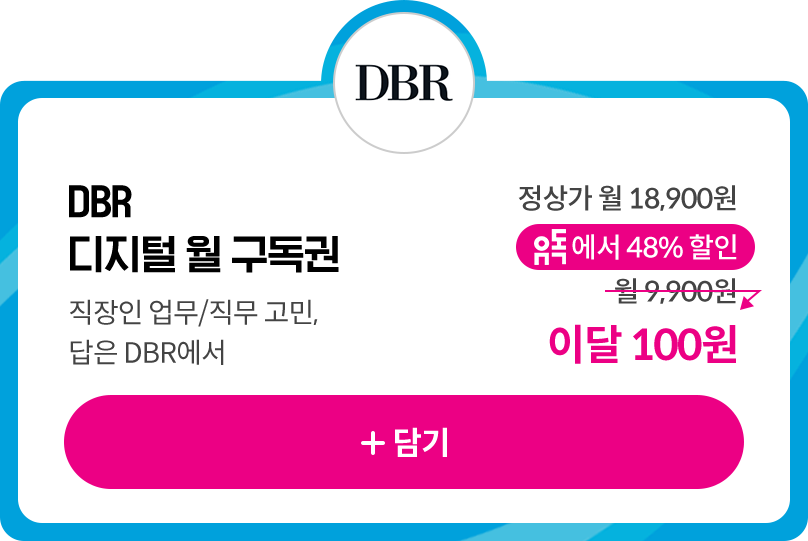 DBR
DBR
디지털 월 구독권
직장인 업무/직무 고민,
답은 DBR에서
정상가 월 18,900원
유독에서 48% 할인
월 9,900원
이달 100원
+ 담기